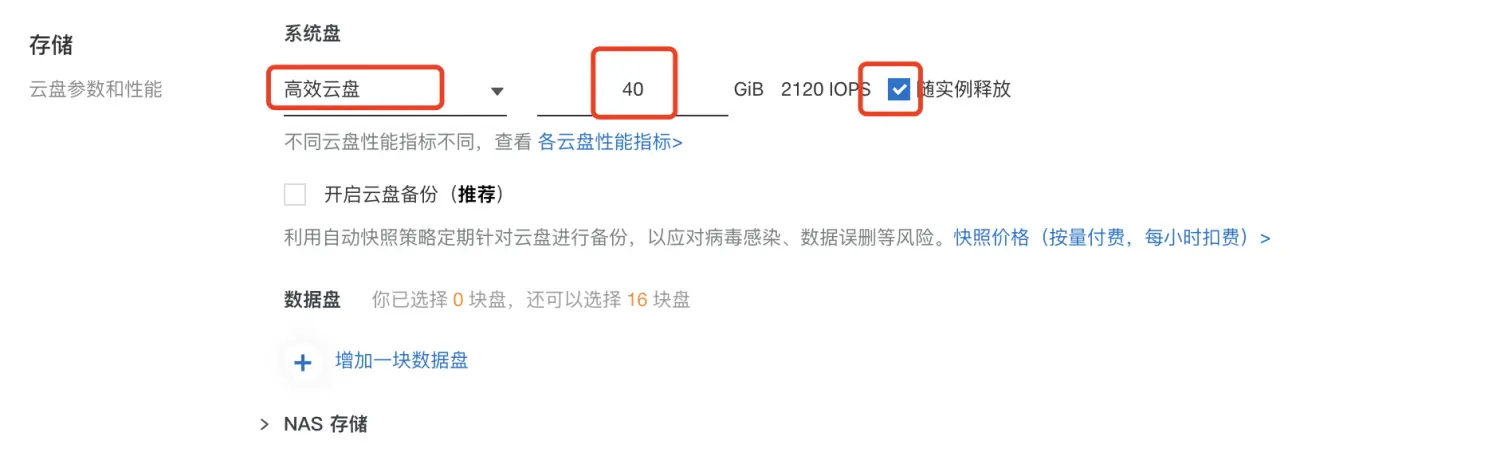 存储
云盘参数和性能
系统盘
高效云盘 40 GiB 2120 IOPS 随实例释放
不同云盘性能指标不同，查看 各云盘性能指标>
开启云盘备份（推荐）
利用自动快照策略定期针对云盘进行备份，以应对病毒感染、数据误删等风险。快照价格（按量付费，每小时扣费）>
数据盘 你已选择 0 块盘，还可以选择 16 块盘
+ 增加一块数据盘
> NAS 存储